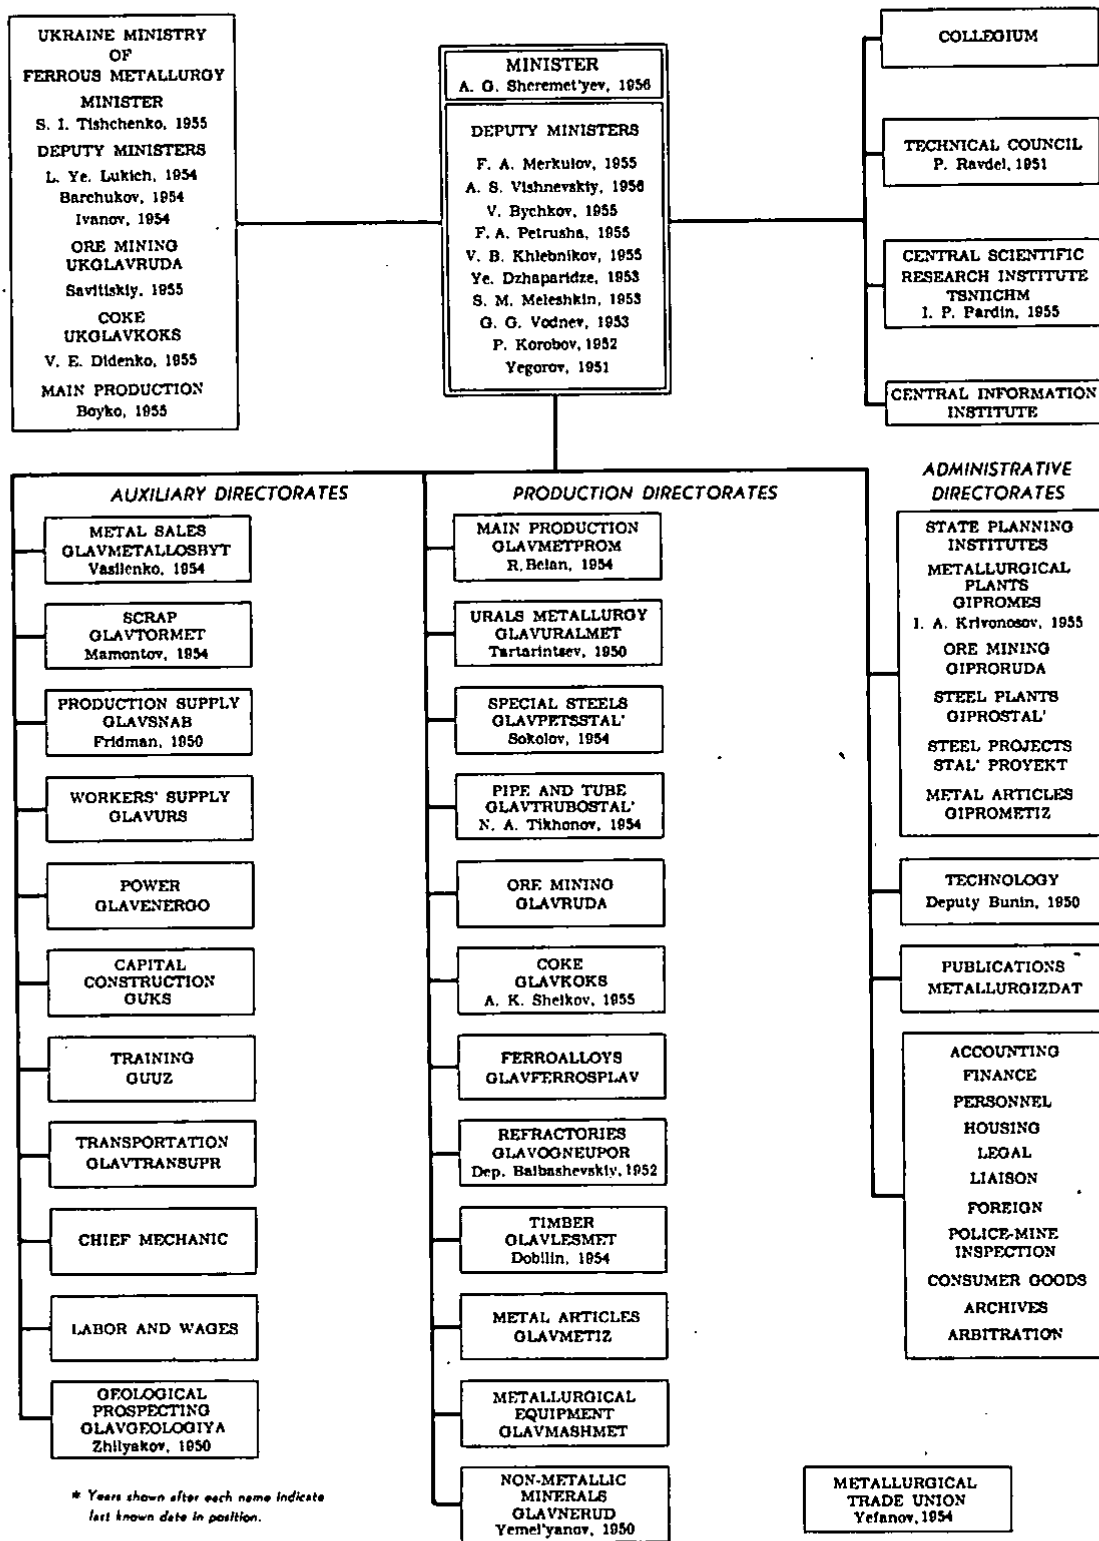 UKRAINE MINISTRY
OF
FERROUS METALLURGY
MINISTER
S. I. Tishchenko, 1955
DEPUTY MINISTERS
L. Ye. Lukich, 1954
Barchukov, 1954
Ivanov, 1954
ORE MINING
UKGLAVRUDA
Savitiskiy, 1955
COKE
UKGLAVKOKS
V. E. Didenko, 1955
MAIN PRODUCTION
Boyko, 1955
MINISTER
A. G. Sheremet'yev, 1956
DEPUTY MINISTERS
F. A. Merkulov, 1955
A. S. Vishnevskiy, 1956
V. Bychkov, 1955
F. A. Petrusha, 1955
V. B. Khlebnikov, 1955
Ye. Dzhaparidze, 1953
S. M. Meleshkin, 1953
G. G. Vodnev, 1953
P. Korobov, 1952
Yegorov, 1951
COLLEGIUM
TECHNICAL COUNCIL
P. Ravdel, 1951
CENTRAL SCIENTIFIC
RESEARCH INSTITUTE
TSNIICHM
I. P. Pardin, 1955
CENTRAL INFORMATION
INSTITUTE
AUXILIARY DIRECTORATES
METAL SALES
GLAVMETALLOSBYT
Vasilenko, 1954
SCRAP
GLAVTORMET
Mamontov, 1954
PRODUCTION SUPPLY
GLAVSNAB
Fridman, 1950
WORKERS' SUPPLY
GLAVURS
POWER
GLAVENERGO
CAPITAL
CONSTRUCTION
GUKS
TRAINING
GUUZ
TRANSPORTATION
GLAVTRANSUPR
CHIEF MECHANIC
LABOR AND WAGES
GEOLOGICAL
PROSPECTING
GLAVGEOLOGIYA
Zhilyakov, 1950
PRODUCTION DIRECTORATES
MAIN PRODUCTION
GLAVMETPROM
R. Belan, 1954
URALS METALLURGY
GLAVURALMET
Tartarintsev, 1950
SPECIAL STEELS
GLAVPETSSTAL'
Sokolov, 1954
PIPE AND TUBE
GLAVTRUBOSTAL'
N. A. Tikhonov, 1954
ORE MINING
GLAVRUDA
COKE
GLAVKOKS
A. K. Shelkov, 1955
FERROALLOYS
GLAVFERROSPLAV
REFRACTORIES
GLAVOGNEUPOR
Dep. Balbashevskiy, 1952
TIMBER
GLAVLESMET
Dobilin, 1954
METAL ARTICLES
GLAVMETIZ
METALLURGICAL
EQUIPMENT
GLAVMASHMET
NON-METALLIC
MINERALS
GLAVNERUD
Yemel'yanov, 1950
ADMINISTRATIVE
DIRECTORATES
STATE PLANNING
INSTITUTES
METALLURGICAL
PLANTS
GIPROMES
I. A. Krivonosov, 1955
ORE MINING
GIPRORUDA
STEEL PLANTS
GIPROSTAL'
STEEL PROJECTS
STAL' PROYEKT
METAL ARTICLES
GIPROMETIZ
TECHNOLOGY
Deputy Bunin, 1950
PUBLICATIONS
METALLURGIZDAT
ACCOUNTING
FINANCE
PERSONNEL
HOUSING
LEGAL
LIAISON
FOREIGN
POLICE-MINE
INSPECTION
CONSUMER GOODS
ARCHIVES
ARBITRATION
METALLURGICAL
TRADE UNION
Yefanov, 1954
* Years shown after each name indicate
last known date in position.